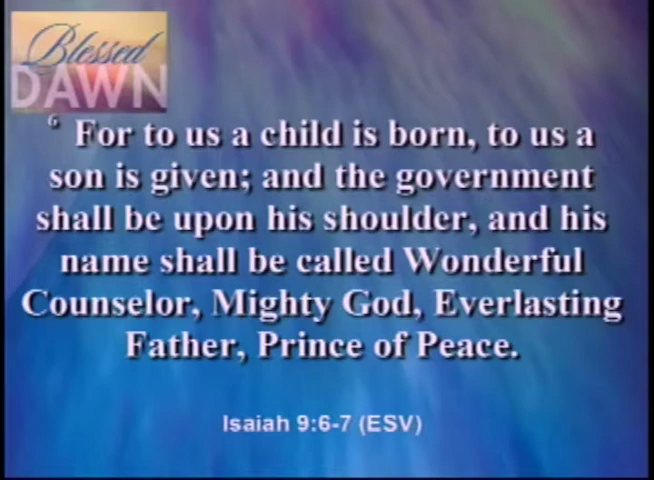 Blessed
DAWN
6 For to us a child is born, to us a
son is given; and the government
shall be upon his shoulder, and his
name shall be called Wonderful
Counselor, Mighty God, Everlasting
Father, Prince of Peace.
Isaiah 9:6-7 (ESV)